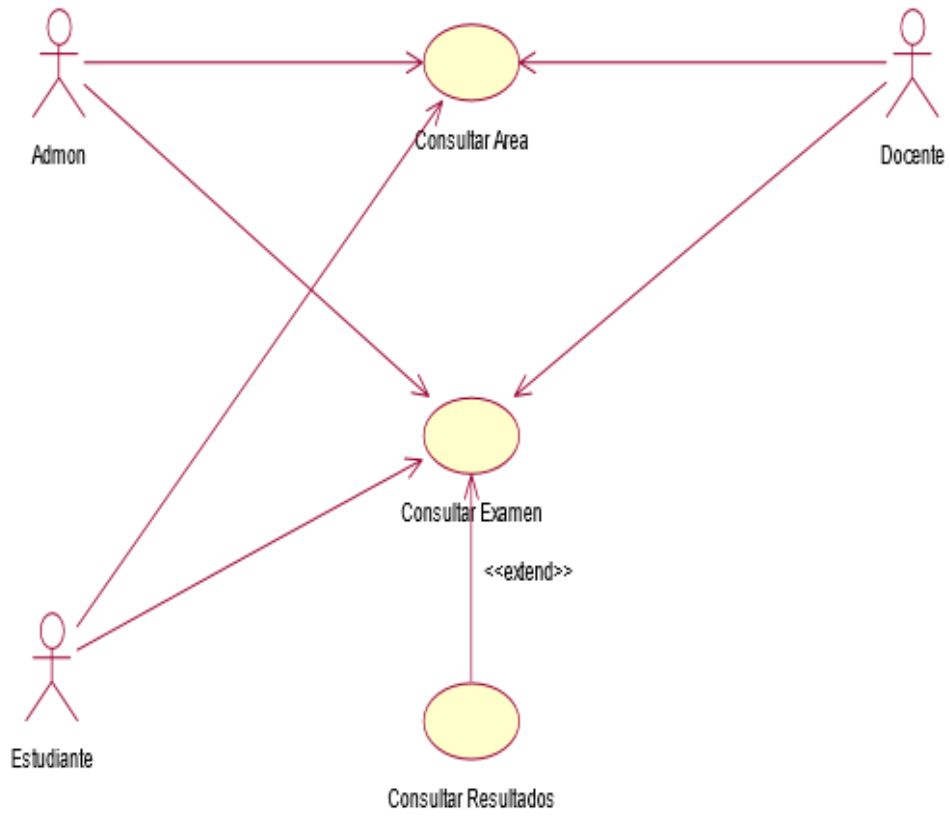 Consultar Area
Admon
Docente
Consultar Examen
<<extend>>
Estudiante
Consultar Resultados